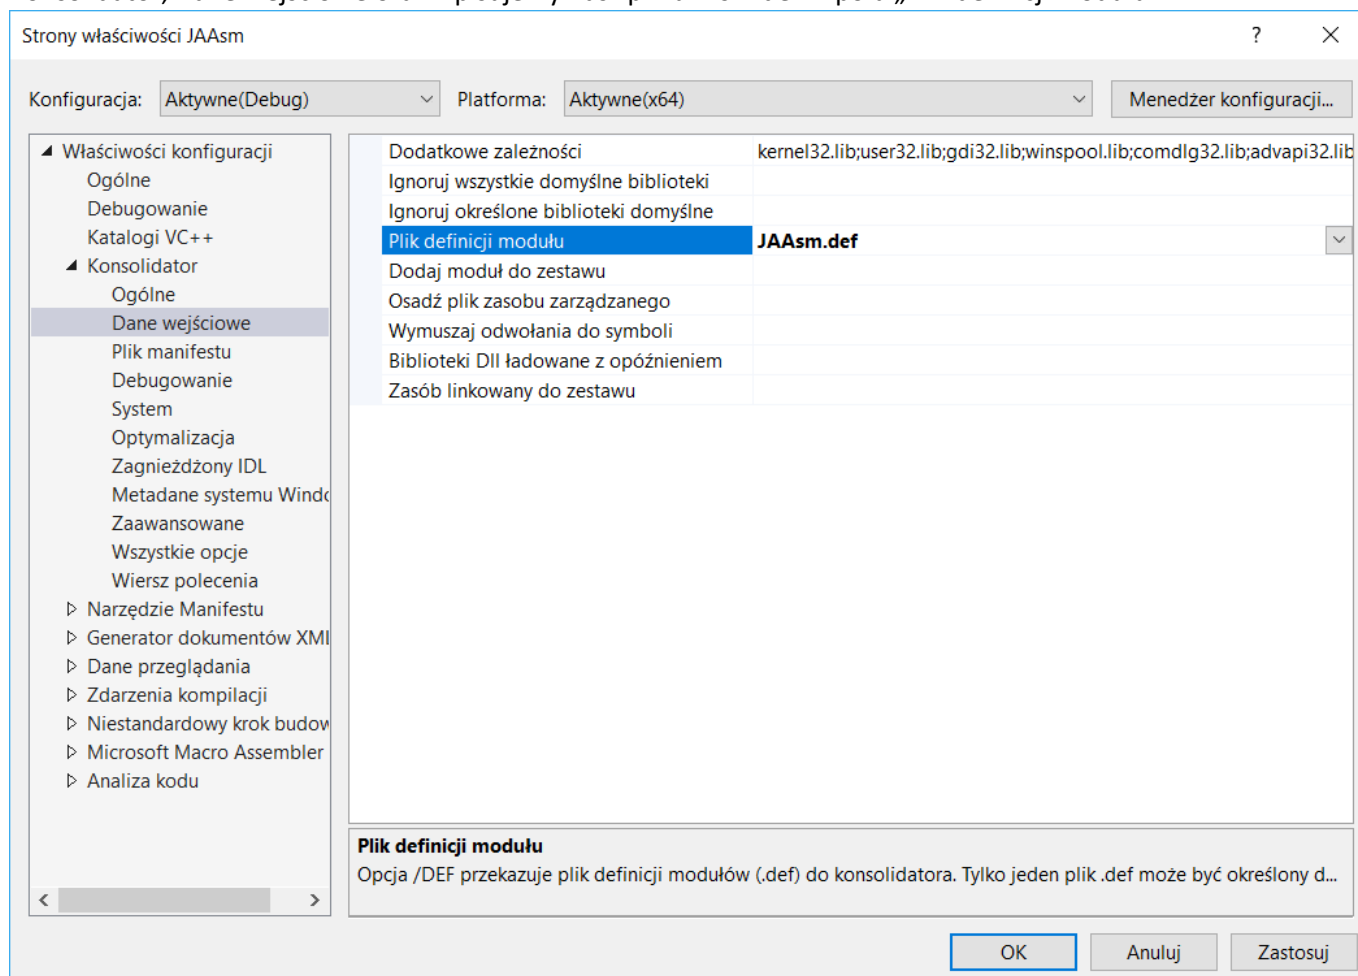 Strony właściwości JAAsm ?
Konfiguracja: Aktywne(Debug) Platforma: Aktywne(x64) Menedżer konfiguracji...
Właściwości konfiguracji
Ogólne
Debugowanie
Katalogi VC++
Konsolidator
Ogólne
Dane wejściowe
Plik manifestu
Debugowanie
System
Optymalizacja
Zagnieżdżony IDL
Metadane systemu Windo
Zaawansowane
Wszystkie opcje
Wiersz polecenia
Narzędzie Manifestu
Generator dokumentów XML
Dane przeglądania
Zdarzenia kompilacji
Niestandardowy krok budow
Microsoft Macro Assembler
Analiza kodu
Dodatkowe zależności kernel32.lib;user32.lib;gdi32.lib;winspool.lib;comdlg32.lib;advapi32.lib
Ignoruj wszystkie domyślne biblioteki
Ignoruj określone biblioteki domyślne
Plik definicji modułu JAAsm.def
Dodaj moduł do zestawu
Osadź plik zasobu zarządzanego
Wymuszaj odwołania do symboli
Biblioteki Dll ładowane z opóźnieniem
Zasób linkowany do zestawu
Plik definicji modułu
Opcja /DEF przekazuje plik definicji modułów (.def) do konsolidatora. Tylko jeden plik .def może być określony d...
OK Anuluj Zastosuj